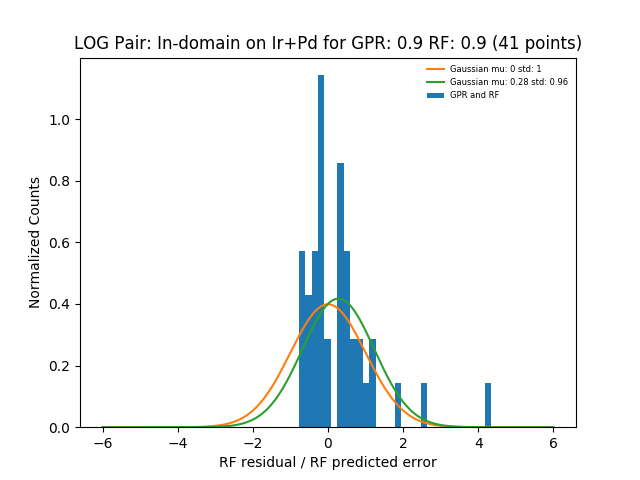 LOG Pair: In-domain on Ir+Pd for GPR: 0.9 RF: 0.9 (41 points)
Gaussian mu: 0 std: 1
Gaussian mu: 0.28 std: 0.96
GPR and RF
Normalized Counts
1.0
0.8
0.6
0.4
0.2
0.0
−6 −4 −2 0 2 4 6
RF residual / RF predicted error